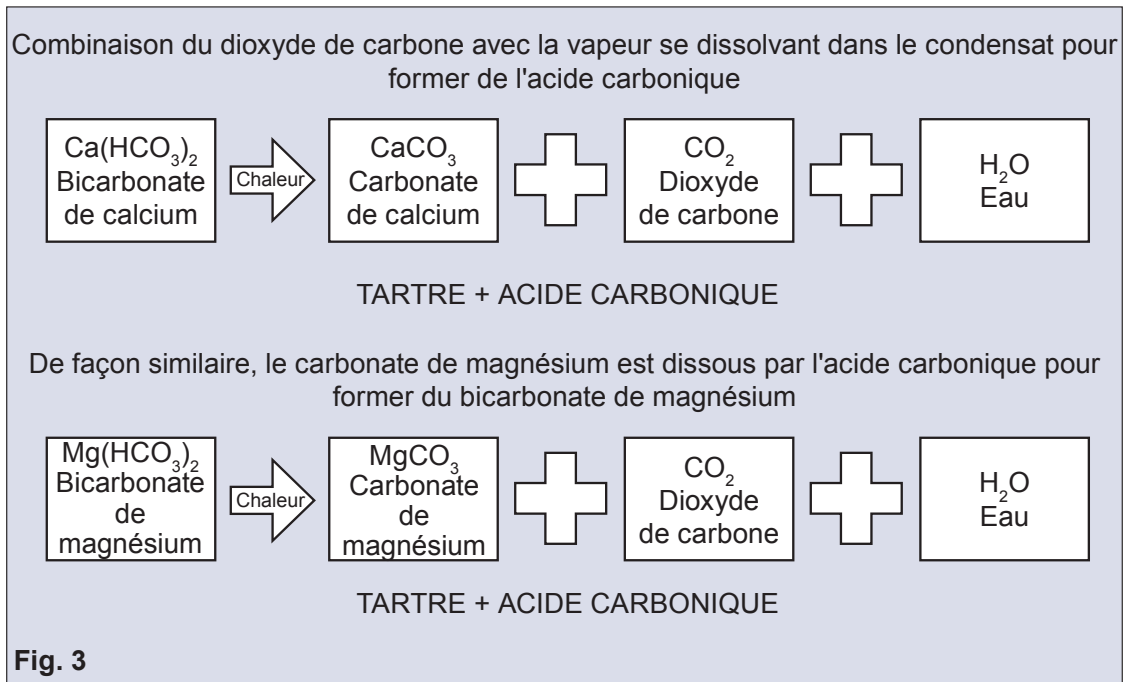 Combinaison du dioxyde de carbone avec la vapeur se dissolvant dans le condensat pour
former de l'acide carbonique
Ca(HCO₃)₂
Bicarbonate
de calcium
Chaleur
CaCO₃
Carbonate
de calcium
CO₂
Dioxyde
de carbone
H₂O
Eau
TARTRE + ACIDE CARBONIQUE
De façon similaire, le carbonate de magnésium est dissous par l'acide carbonique pour
former du bicarbonate de magnésium
Mg(HCO₃)₂
Bicarbonate
de
magnésium
Chaleur
MgCO₃
Carbonate
de
magnésium
CO₂
Dioxyde
de carbone
H₂O
Eau
TARTRE + ACIDE CARBONIQUE
Fig. 3